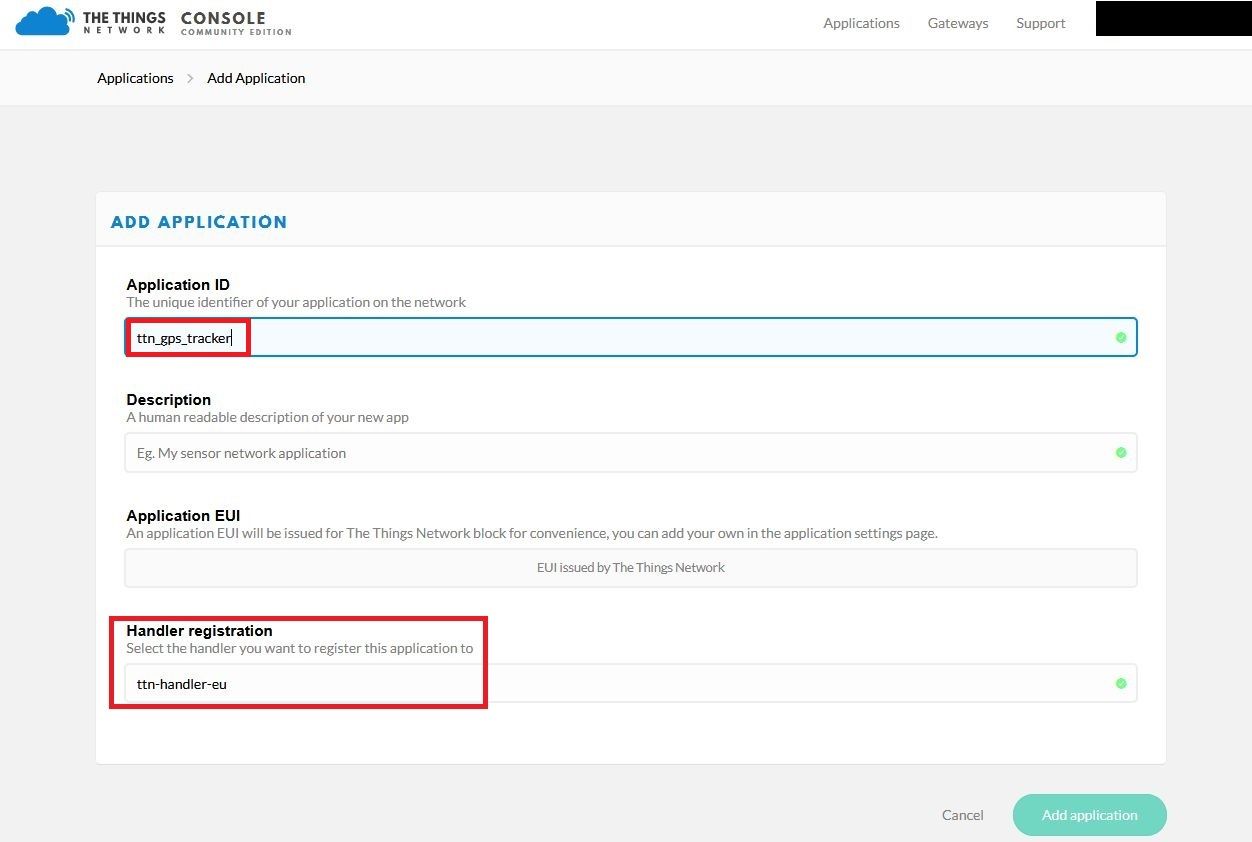 THE THINGS NETWORK CONSOLE COMMUNITY EDITION
Applications Gateways Support
Applications > Add Application
ADD APPLICATION
Application ID
The unique identifier of your application on the network
ttn_gps_tracker
Description
A human readable description of your new app
Eg. My sensor network application
Application EUI
An application EUI will be issued for The Things Network block for convenience, you can add your own in the application settings page.
EUI issued by The Things Network
Handler registration
Select the handler you want to register this application to
ttn-handler-eu
Cancel Add application